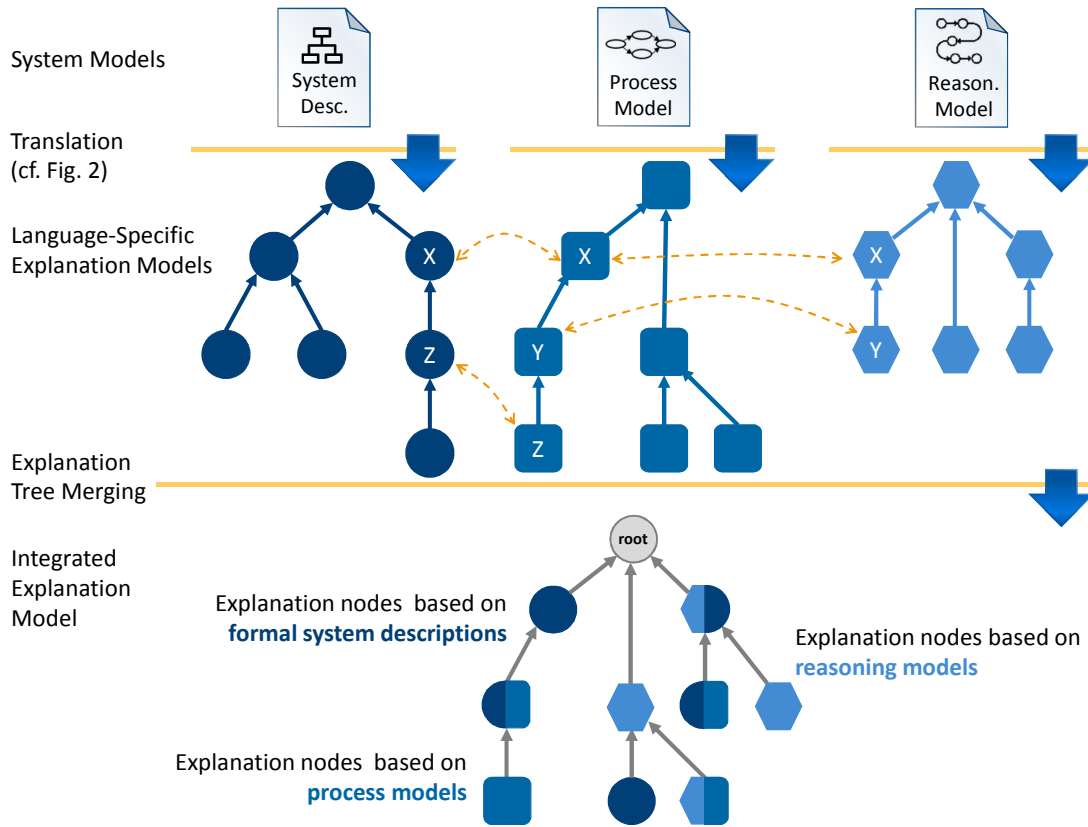 System Models
System
Desc.
Process
Model
Reason.
Model
Translation
(cf. Fig. 2)
Language-Specific
Explanation Models
X
X
X
Z
Y
Y
Z
Explanation
Tree Merging
Integrated
Explanation
Model
root
Explanation nodes based on
formal system descriptions
Explanation nodes based on
reasoning models
Explanation nodes based on
process models